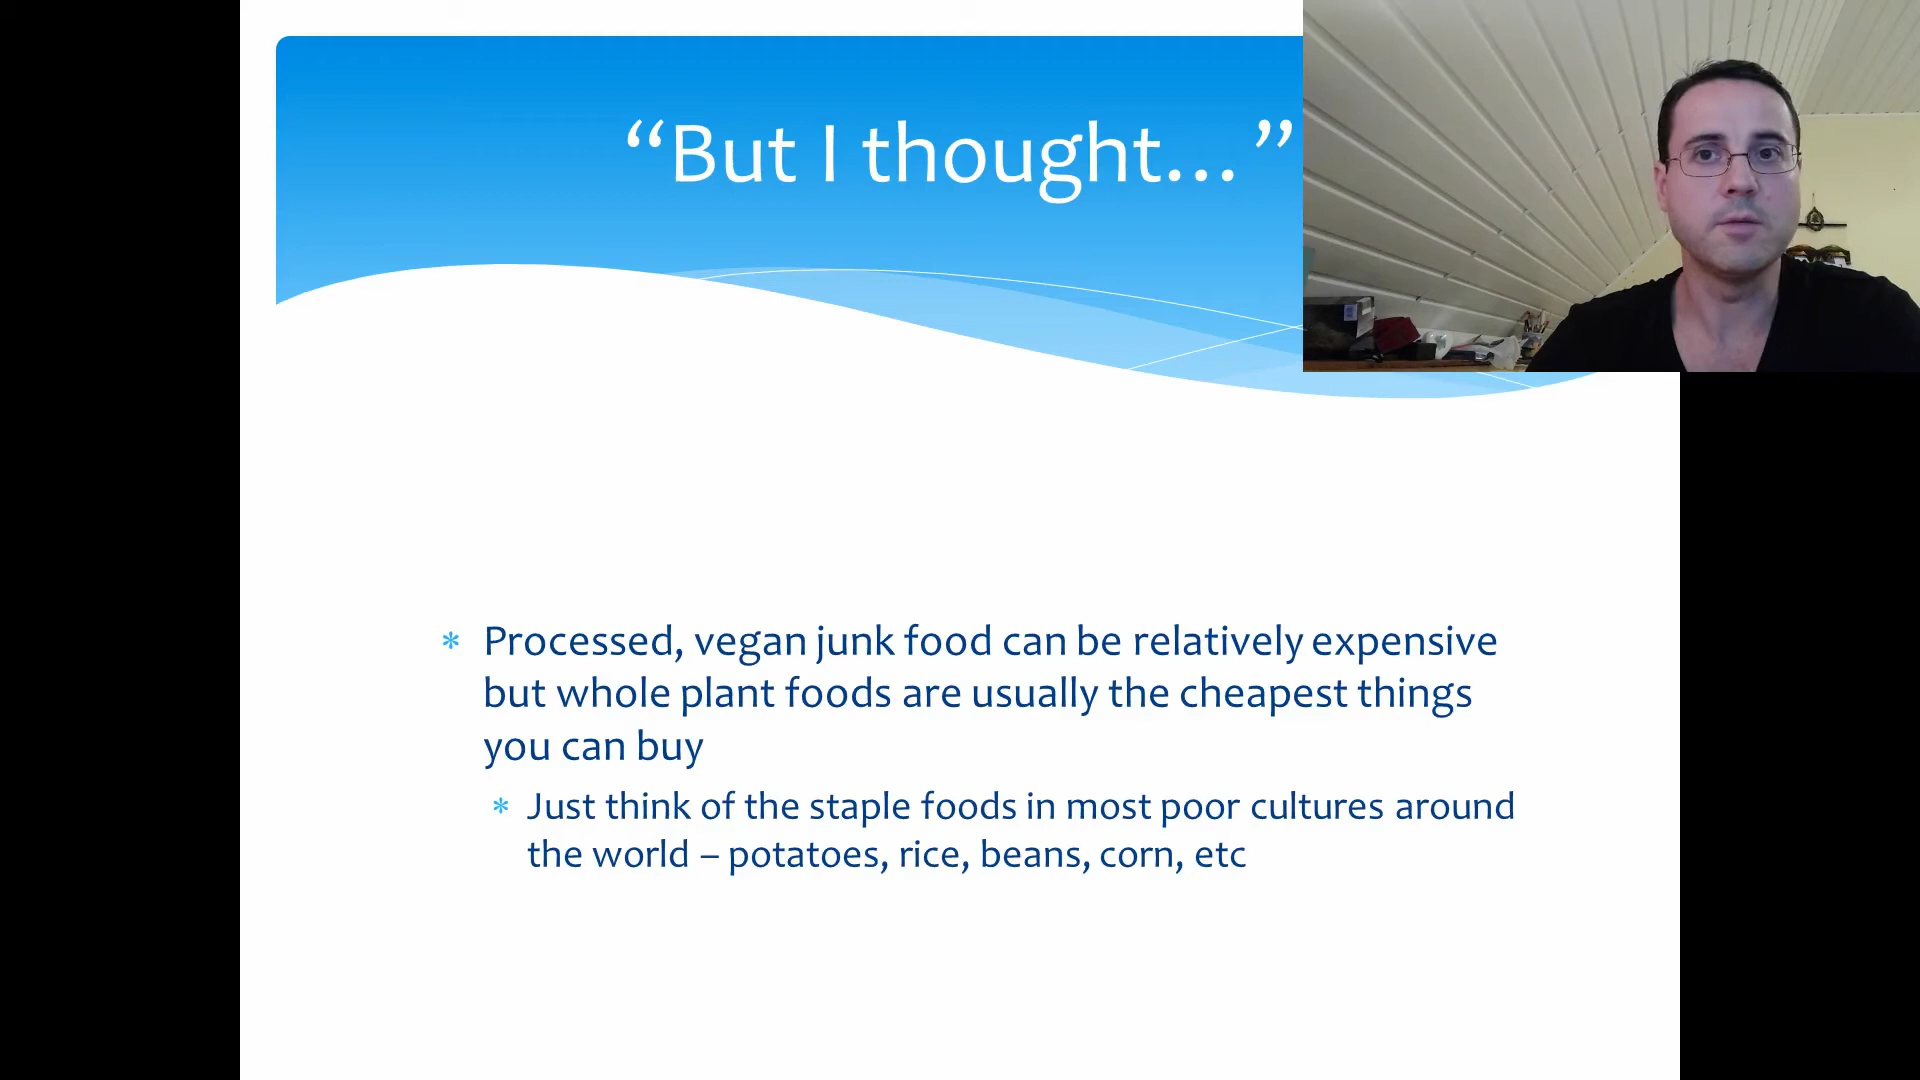 “But I thought…”
* Processed, vegan junk food can be relatively expensive
but whole plant foods are usually the cheapest things
you can buy
* Just think of the staple foods in most poor cultures around
the world – potatoes, rice, beans, corn, etc